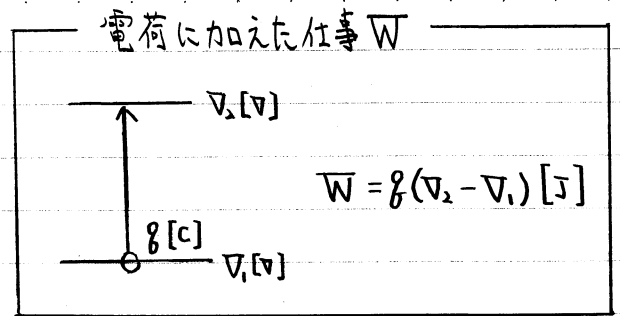 電荷に加えた仕事W
V₂[V]
W = q(V₂ - V₁) [J]
q[C]
V₁[V]